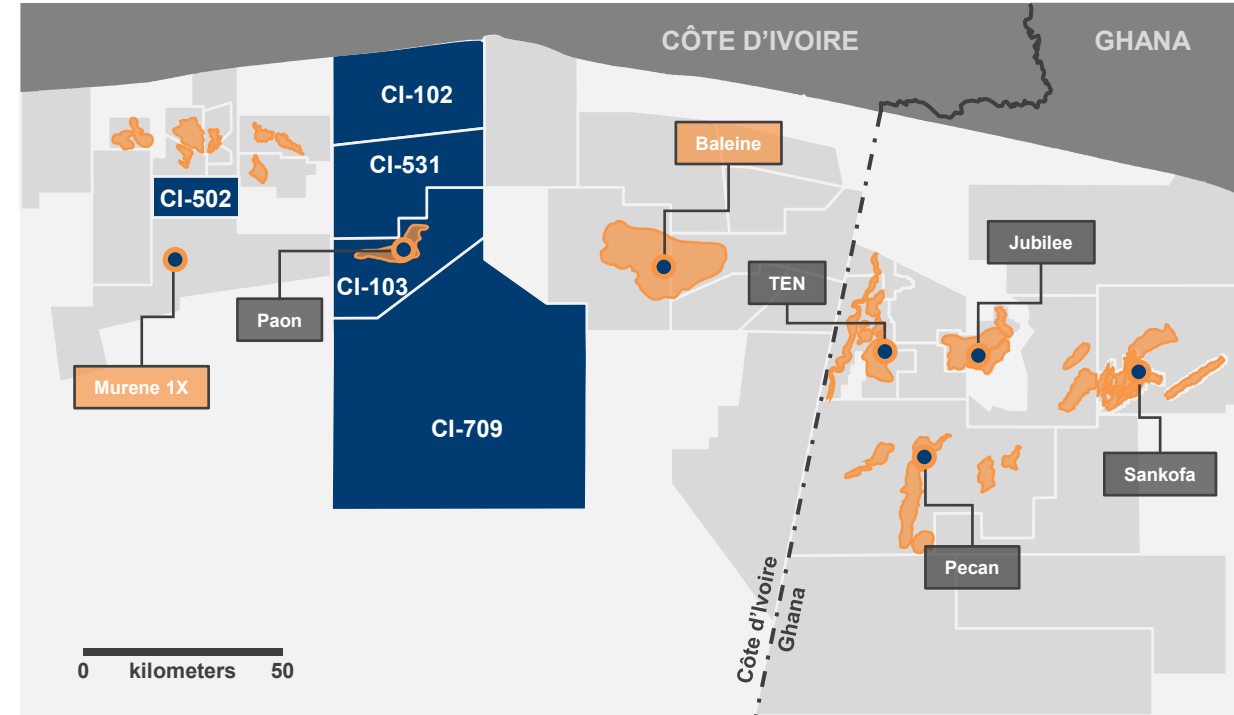 CÔTE D'IVOIRE
GHANA
CI-102
Baleine
CI-531
CI-502
Jubilee
CI-103
TEN
Paon
Murene 1X
CI-709
Sankofa
Pecan
Côte d'Ivoire
Ghana
0 kilometers 50